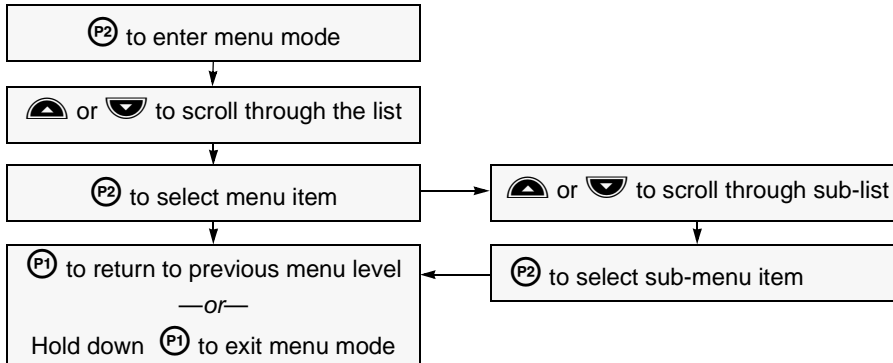 P2 to enter menu mode
or to scroll through the list
P2 to select menu item
P1 to return to previous menu level
—or—
Hold down P1 to exit menu mode
or to scroll through sub-list
P2 to select sub-menu item